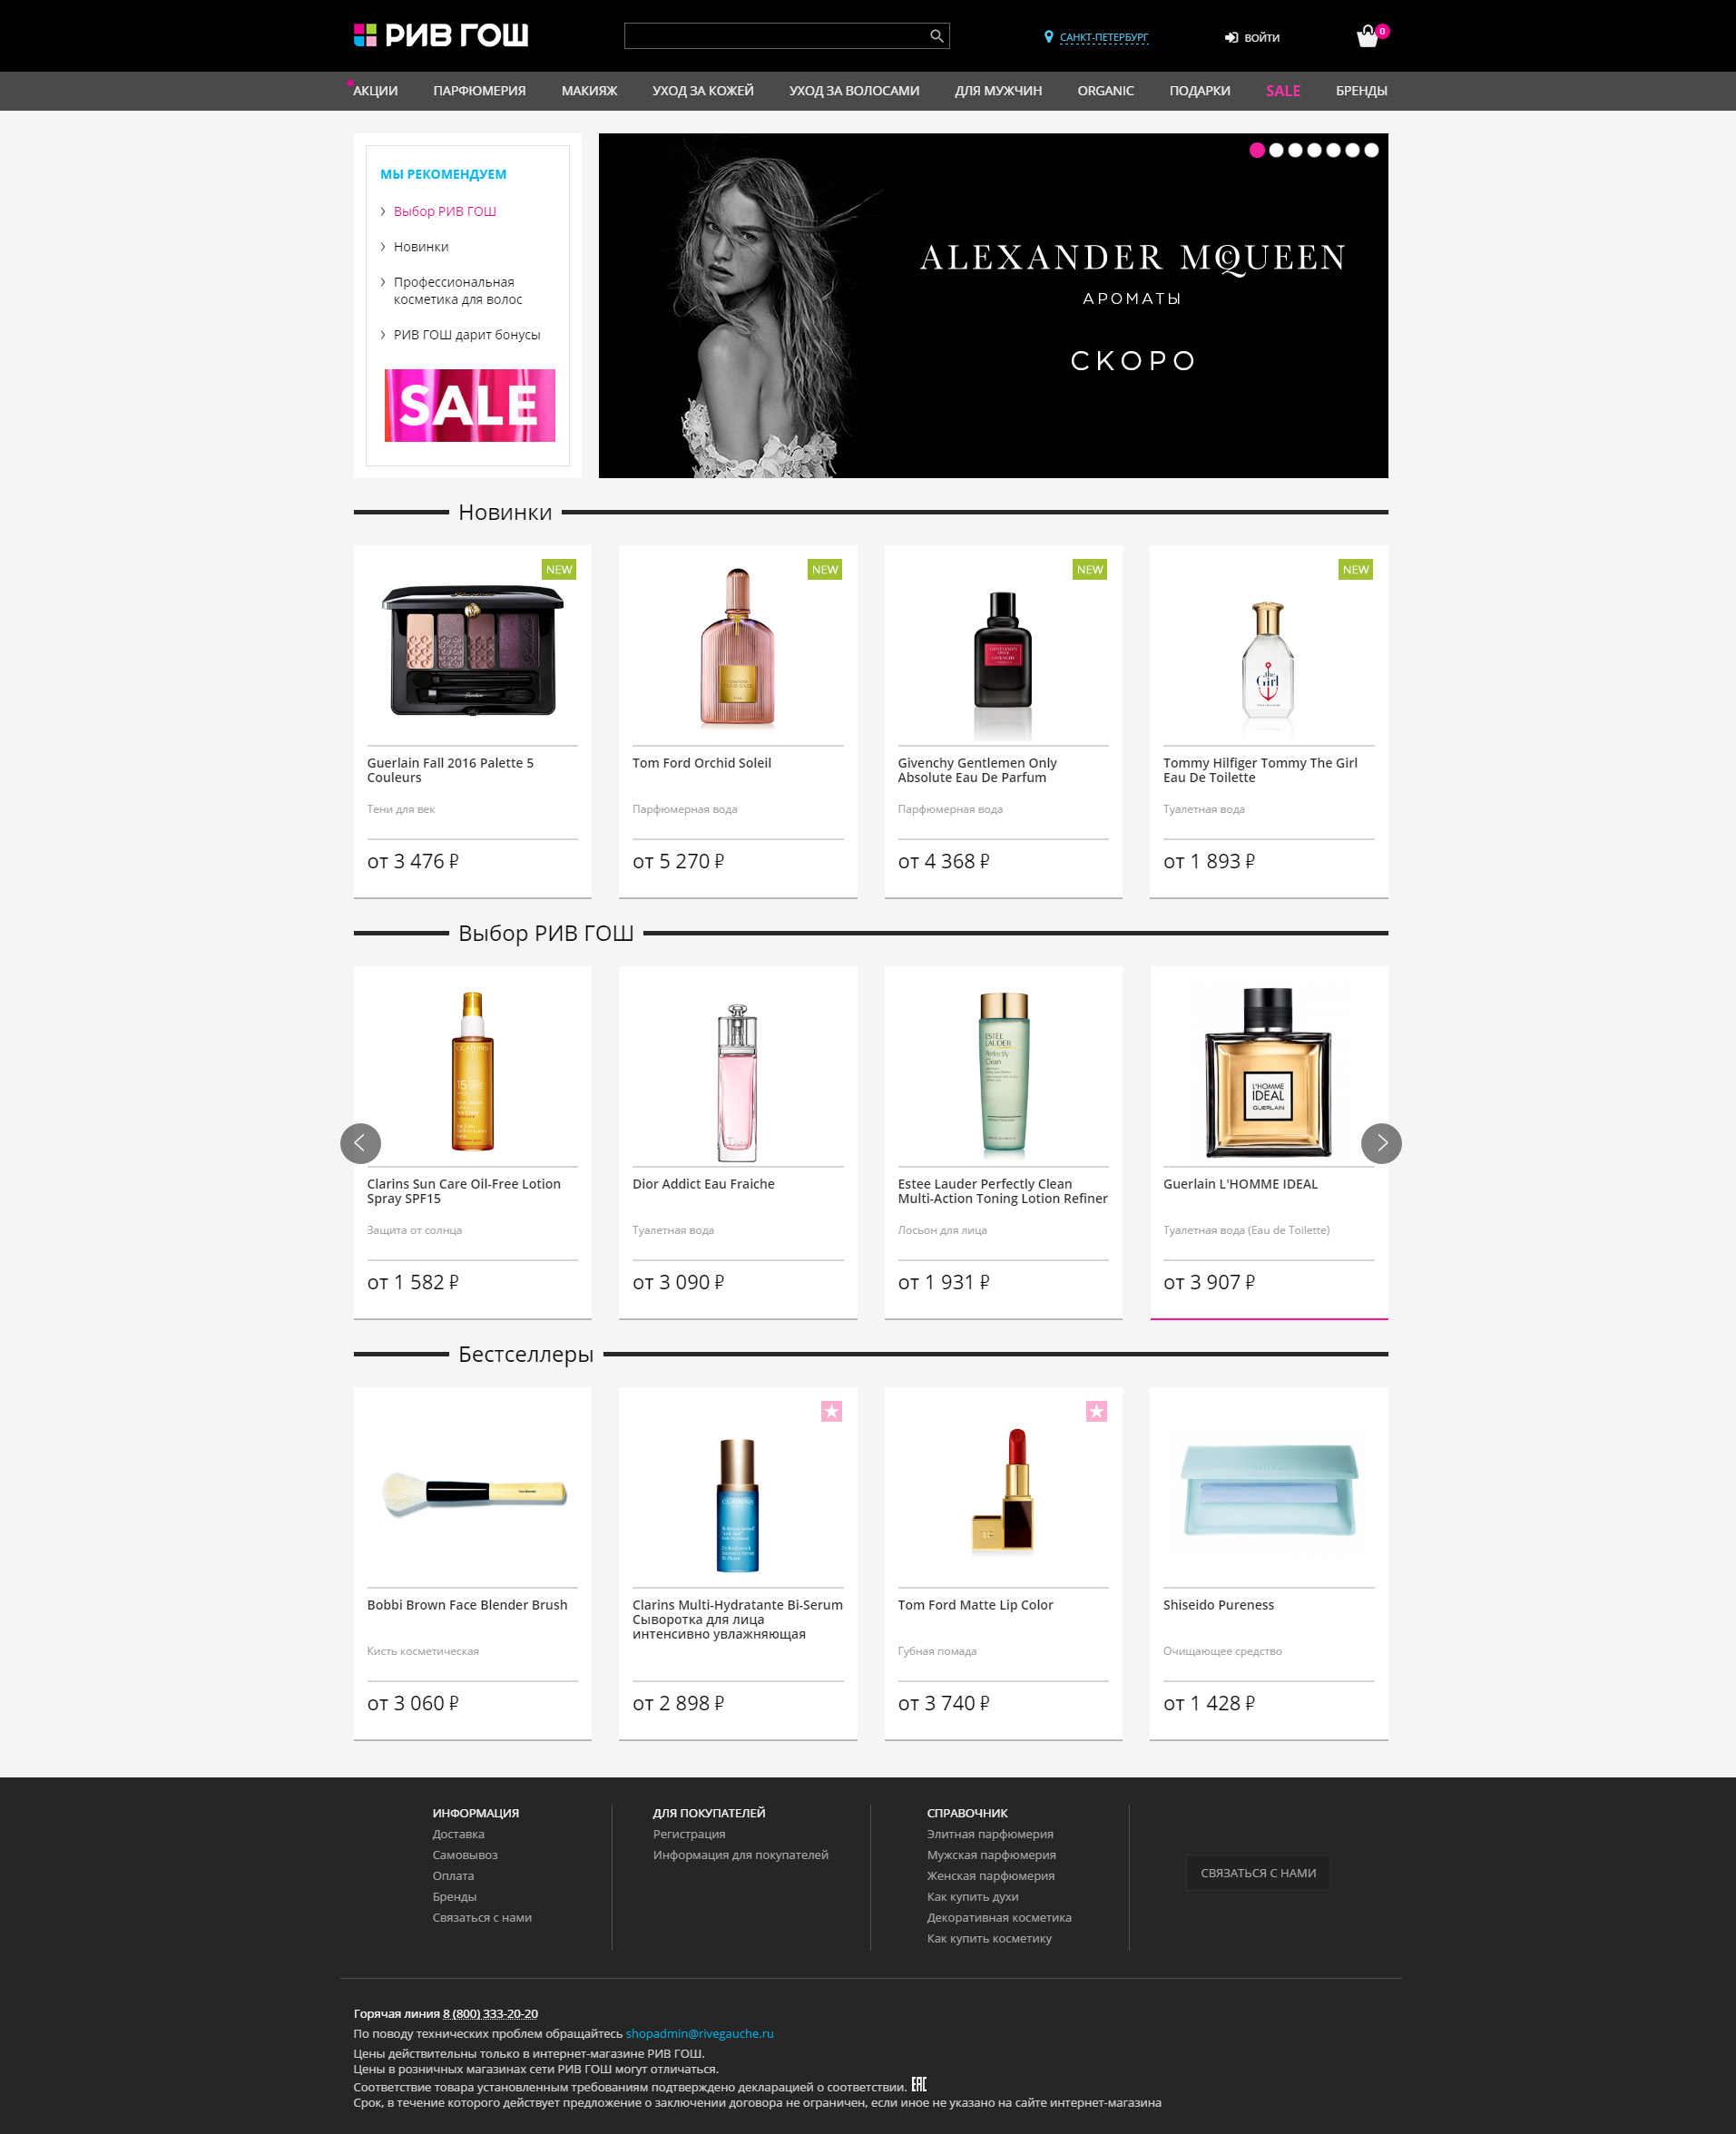 РИВ ГОШ
САНКТ-ПЕТЕРБУРГ
ВОЙТИ
0
АКЦИИ ПАРФЮМЕРИЯ МАКИЯЖ УХОД ЗА КОЖЕЙ УХОД ЗА ВОЛОСАМИ ДЛЯ МУЖЧИН ORGANIC ПОДАРКИ SALE БРЕНДЫ
МЫ РЕКОМЕНДУЕМ
Выбор РИВ ГОШ
Новинки
Профессиональная
косметика для волос
РИВ ГОШ дарит бонусы
SALE
ALEXANDER MCQUEEN
АРОМАТЫ
СКОРО
Новинки
NEW
Guerlain Fall 2016 Palette 5
Couleurs
Тени для век
от 3 476 ₽
NEW
Tom Ford Orchid Soleil
Парфюмерная вода
от 5 270 ₽
NEW
Givenchy Gentlemen Only
Absolute Eau De Parfum
Парфюмерная вода
от 4 368 ₽
NEW
the
Girl
Tommy Hilfiger Tommy The Girl
Eau De Toilette
Туалетная вода
от 1 893 ₽
Выбор РИВ ГОШ
CLARINS
15
Clarins Sun Care Oil-Free Lotion
Spray SPF15
Защита от солнца
от 1 582 ₽
Dior Addict Eau Fraiche
Туалетная вода
от 3 090 ₽
ESTEE
LAUDER
Perfectly
Clean
Estee Lauder Perfectly Clean
Multi-Action Toning Lotion Refiner
Лосьон для лица
от 1 931 ₽
L'HOMME
IDEAL
GUERLAIN
Guerlain L'HOMME IDEAL
Туалетная вода (Eau de Toilette)
от 3 907 ₽
Бестселлеры
Bobbi Brown Face Blender Brush
Кисть косметическая
от 3 060 ₽
CLARINS
Clarins Multi-Hydratante Bi-Serum
Сыворотка для лица
интенсивно увлажняющая
от 2 898 ₽
TF
Tom Ford Matte Lip Color
Губная помада
от 3 740 ₽
Shiseido Pureness
Очищающее средство
от 1 428 ₽
ИНФОРМАЦИЯ
Доставка
Самовывоз
Оплата
Бренды
Связаться с нами
ДЛЯ ПОКУПАТЕЛЕЙ
Регистрация
Информация для покупателей
СПРАВОЧНИК
Элитная парфюмерия
Мужская парфюмерия
Женская парфюмерия
Как купить духи
Декоративная косметика
Как купить косметику
СВЯЗАТЬСЯ С НАМИ
Горячая линия 8 (800) 333-20-20
По поводу технических проблем обращайтесь shopadmin@rivegauche.ru
Цены действительны только в интернет-магазине РИВ ГОШ.
Цены в розничных магазинах сети РИВ ГОШ могут отличаться.
Соответствие товара установленным требованиям подтверждено декларацией о соответствии. EAC
Срок, в течение которого действует предложение о заключении договора не ограничен, если иное не указано на сайте интернет-магазина